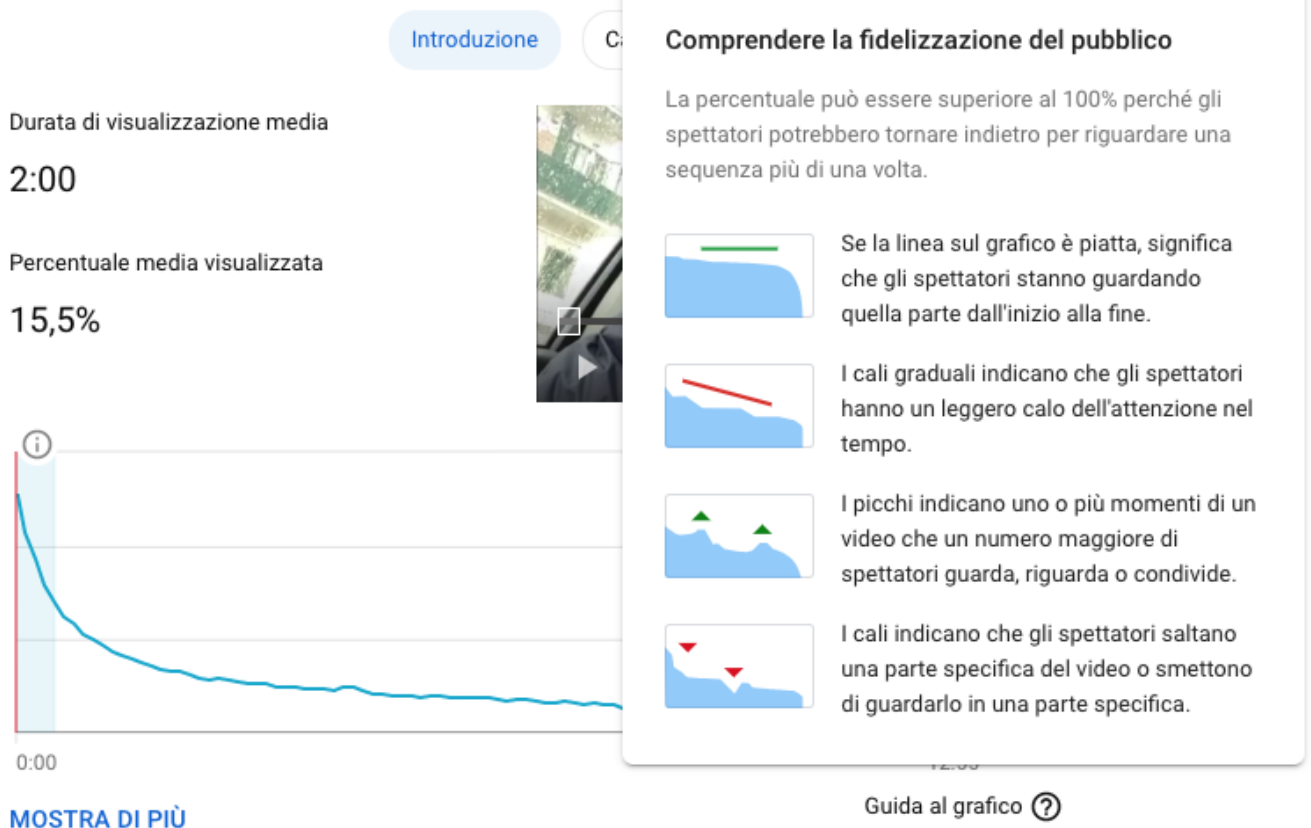 Introduzione
Comprendere la fidelizzazione del pubblico
La percentuale può essere superiore al 100% perché gli
spettatori potrebbero tornare indietro per riguardare una
sequenza più di una volta.
Durata di visualizzazione media
2:00
Percentuale media visualizzata
15,5%
Se la linea sul grafico è piatta, significa
che gli spettatori stanno guardando
quella parte dall'inizio alla fine.
I cali graduali indicano che gli spettatori
hanno un leggero calo dell'attenzione nel
tempo.
I picchi indicano uno o più momenti di un
video che un numero maggiore di
spettatori guarda, riguarda o condivide.
I cali indicano che gli spettatori saltano
una parte specifica del video o smettono
di guardarlo in una parte specifica.
0:00
MOSTRA DI PIÙ
Guida al grafico